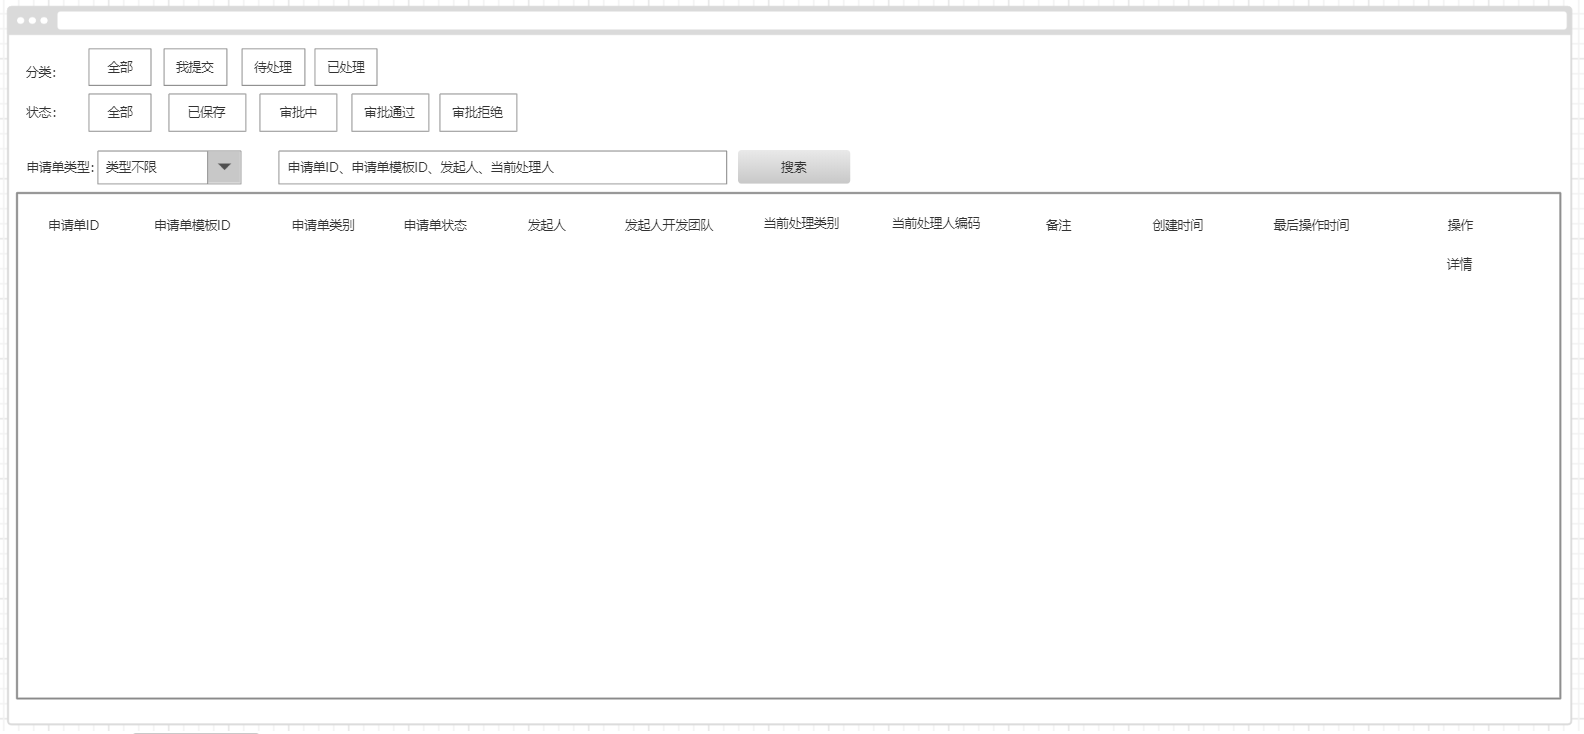 分类： 全部 我提交 待处理 已处理
状态： 全部 已保存 审批中 审批通过 审批拒绝
申请单类型： 类型不限 申请单ID、申请单模板ID、发起人、当前处理人 搜索
申请单ID 申请单模板ID 申请单类别 申请单状态 发起人 发起人开发团队 当前处理类别 当前处理人编码 备注 创建时间 最后操作时间 操作
详情